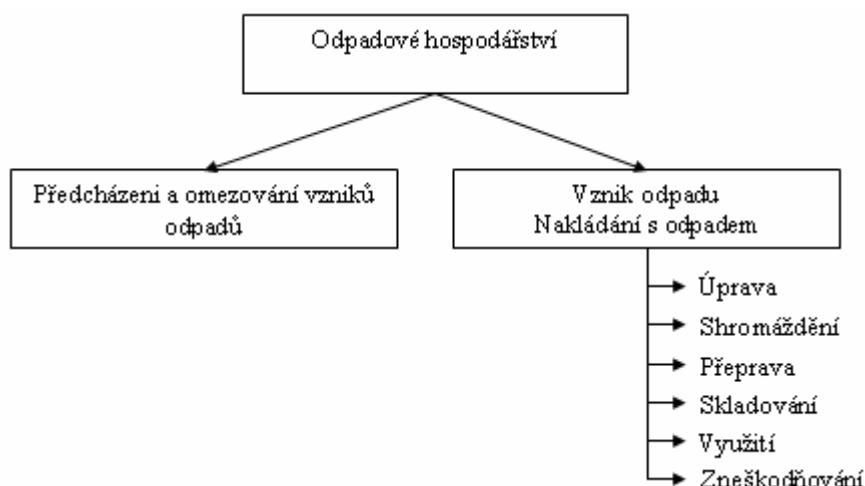 Odpadové hospodářství
Předcházeni a omezování vzniků
odpadů
Vznik odpadu
Nakládání s odpadem
Úprava
Shromáždění
Přeprava
Skladování
Využití
Zneškodňování